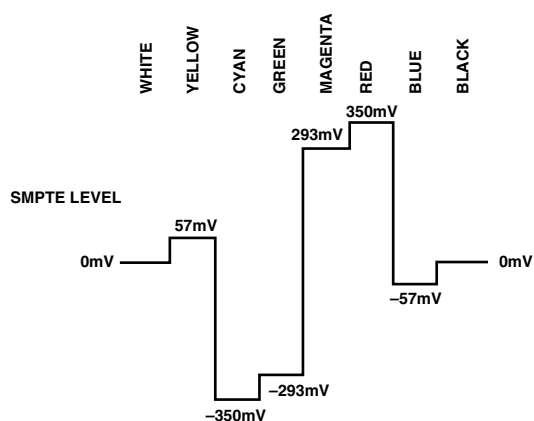 WHITE
YELLOW
CYAN
GREEN
MAGENTA
RED
BLUE
BLACK
350mV
293mV
SMPTE LEVEL
57mV
0mV
0mV
–57mV
–293mV
–350mV